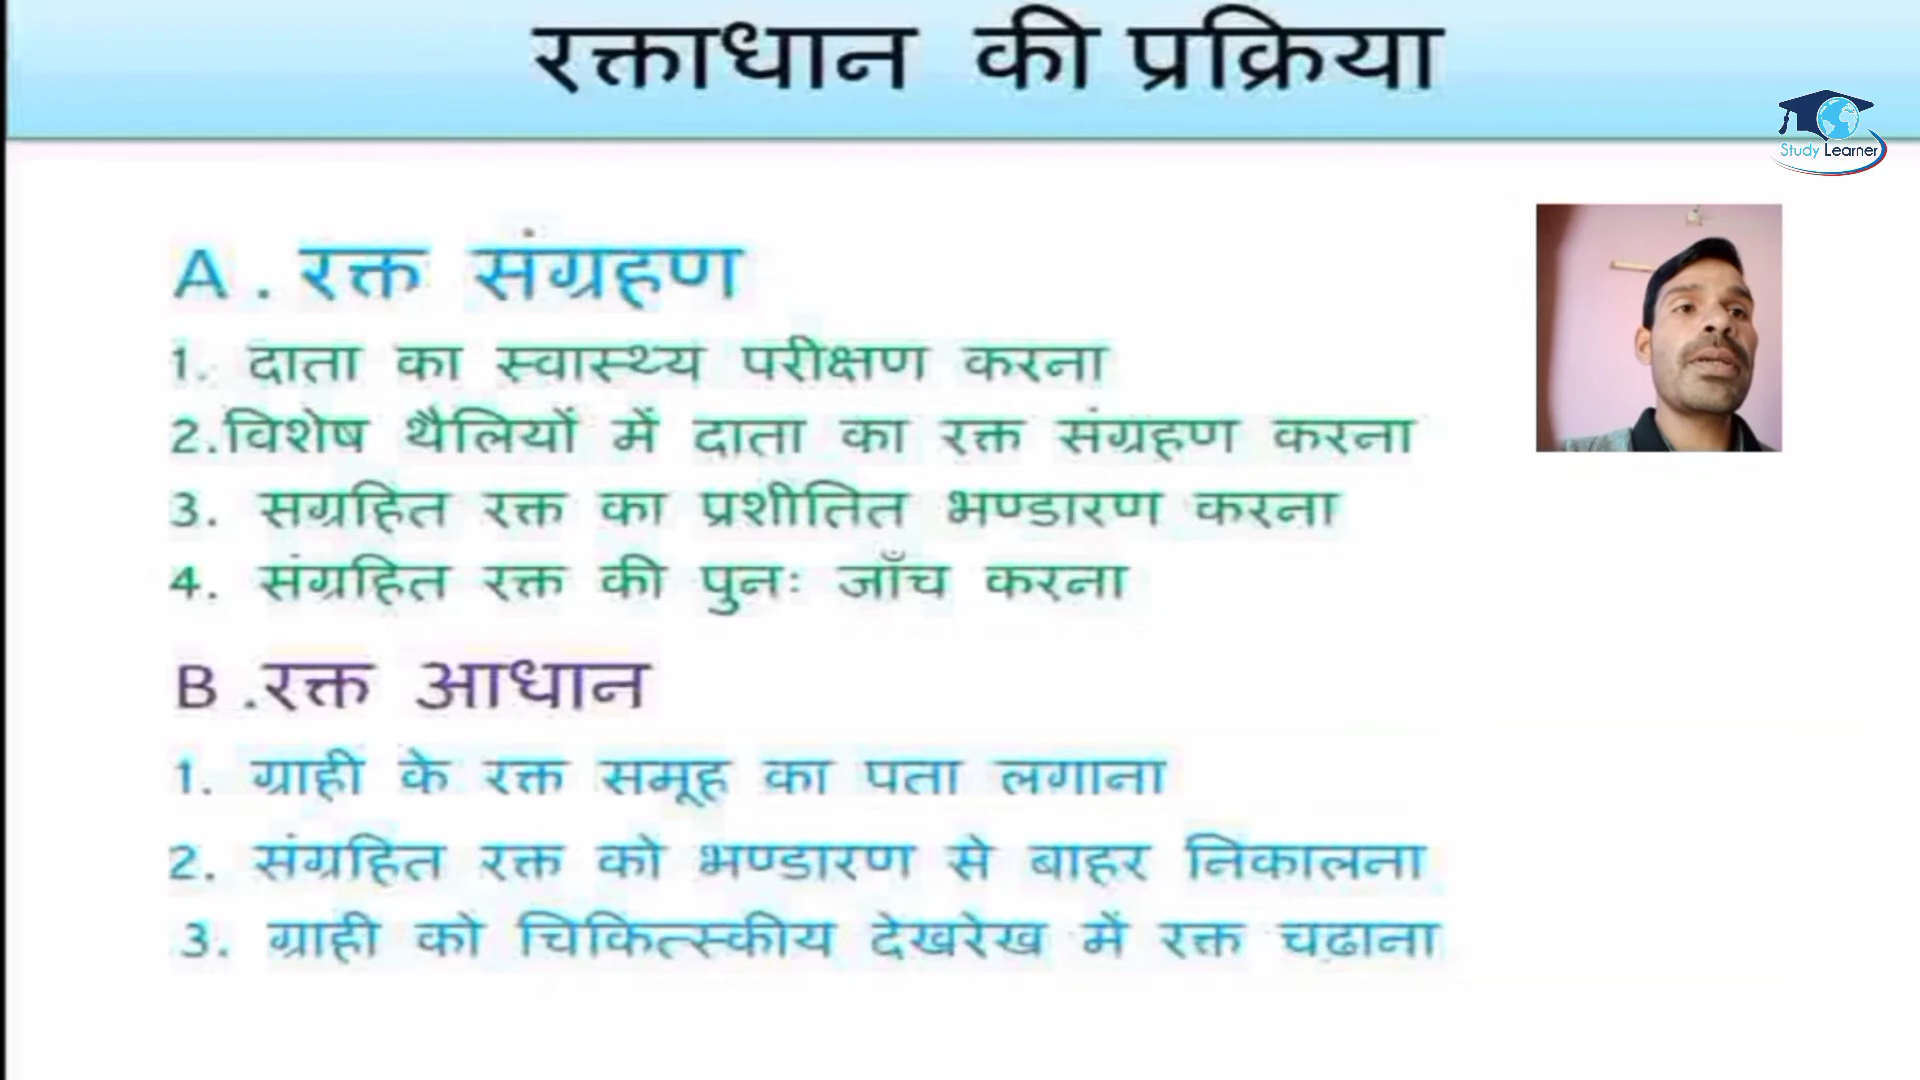 रक्ताधान की प्रक्रिया
Study Learner
A . रक्त संग्रहण
1. दाता का स्वास्थ्य परीक्षण करना
2.विशेष थैलियों में दाता का रक्त संग्रहण करना
3. सग्रहित रक्त का प्रशीतित भण्डारण करना
4. संग्रहित रक्त की पुनः जाँच करना
B .रक्त आधान
1. ग्राही के रक्त समूह का पता लगाना
2. संग्रहित रक्त को भण्डारण से बाहर निकालना
3. ग्राही को चिकित्स्कीय देखरेख में रक्त चढाना